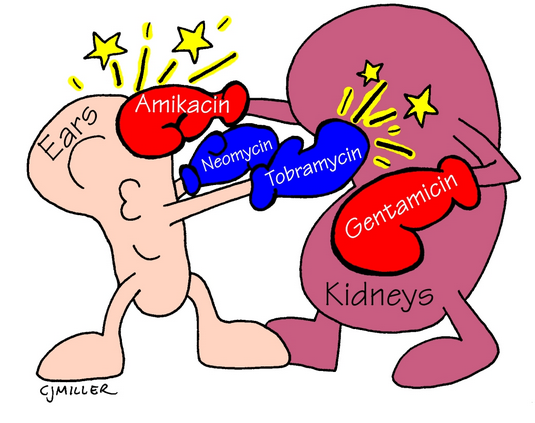 Ears
Amikacin
Neomycin
Tobramycin
Gentamicin
Kidneys
CJMILLER